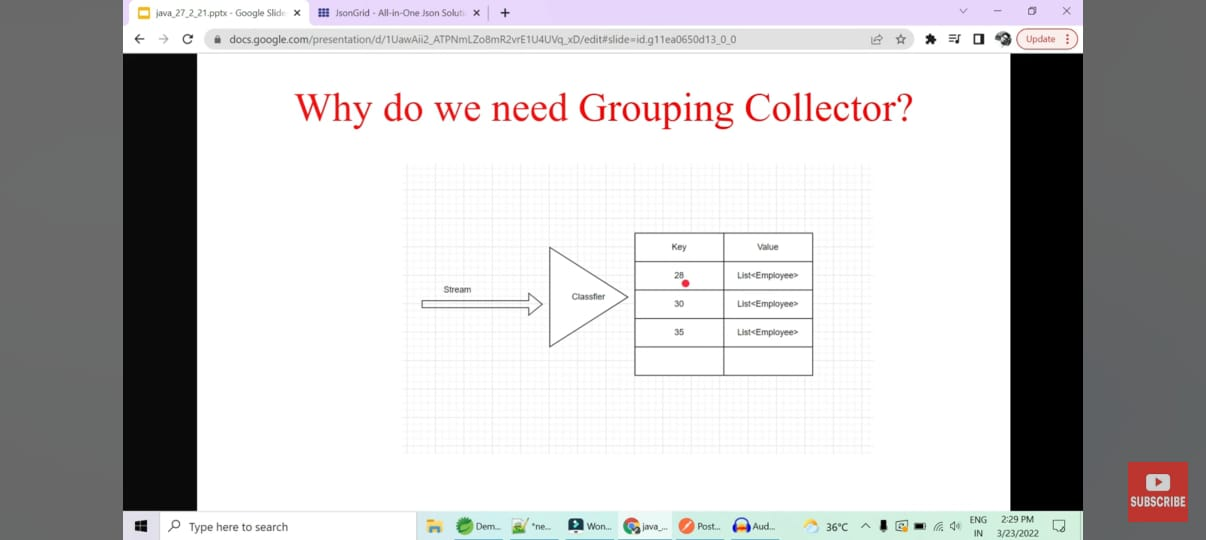 java_27_2_21.pptx - Google Slide
JsonGrid - All-in-One Json Soluti
docs.google.com/presentation/d/1UawAii2_ATPNmLZo8mR2vrE1U4UVq_xD/edit#slide=id.g11ea0650d13_0_0
Update
Why do we need Grouping Collector?
Key Value
28 List<Employee>
Stream
Classfier
30 List<Employee>
35 List<Employee>
SUBSCRIBE
Type here to search
Dem...
*ne...
Won...
java_...
Post...
Aud...
36°C
ENG
IN
2:29 PM
3/23/2022